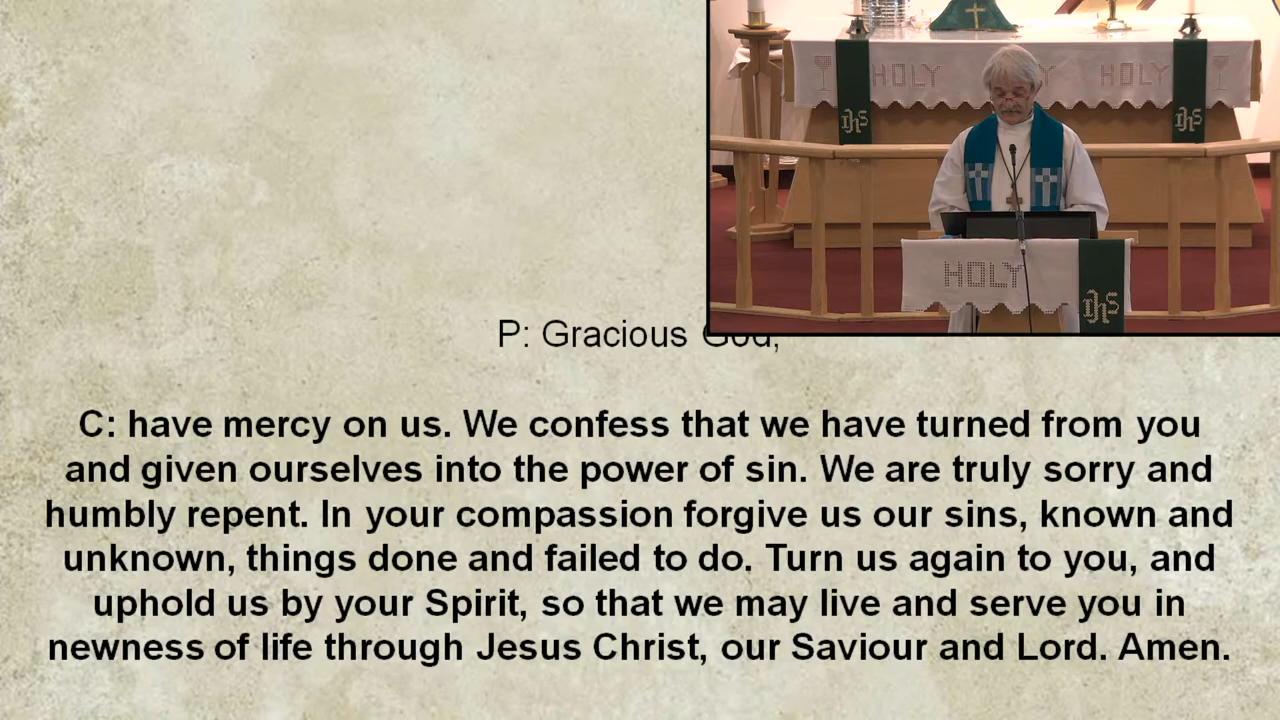 HOLY
HOLY
IHS
IHS
HOLY
IHS
P: Gracious God,
C: have mercy on us. We confess that we have turned from you
and given ourselves into the power of sin. We are truly sorry and
humbly repent. In your compassion forgive us our sins, known and
unknown, things done and failed to do. Turn us again to you, and
uphold us by your Spirit, so that we may live and serve you in
newness of life through Jesus Christ, our Saviour and Lord. Amen.